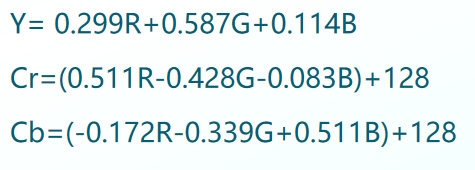 Y= 0.299R+0.587G+0.114B
Cr=(0.511R-0.428G-0.083B)+128
Cb=(-0.172R-0.339G+0.511B)+128